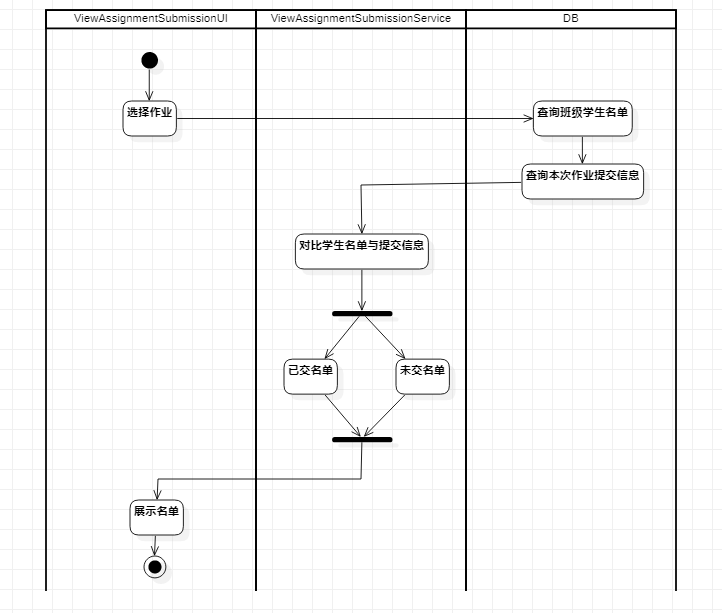 ViewAssignmentSubmissionUI
ViewAssignmentSubmissionService
DB
选择作业
查询班级学生名单
查询本次作业提交信息
对比学生名单与提交信息
已交名单
未交名单
展示名单